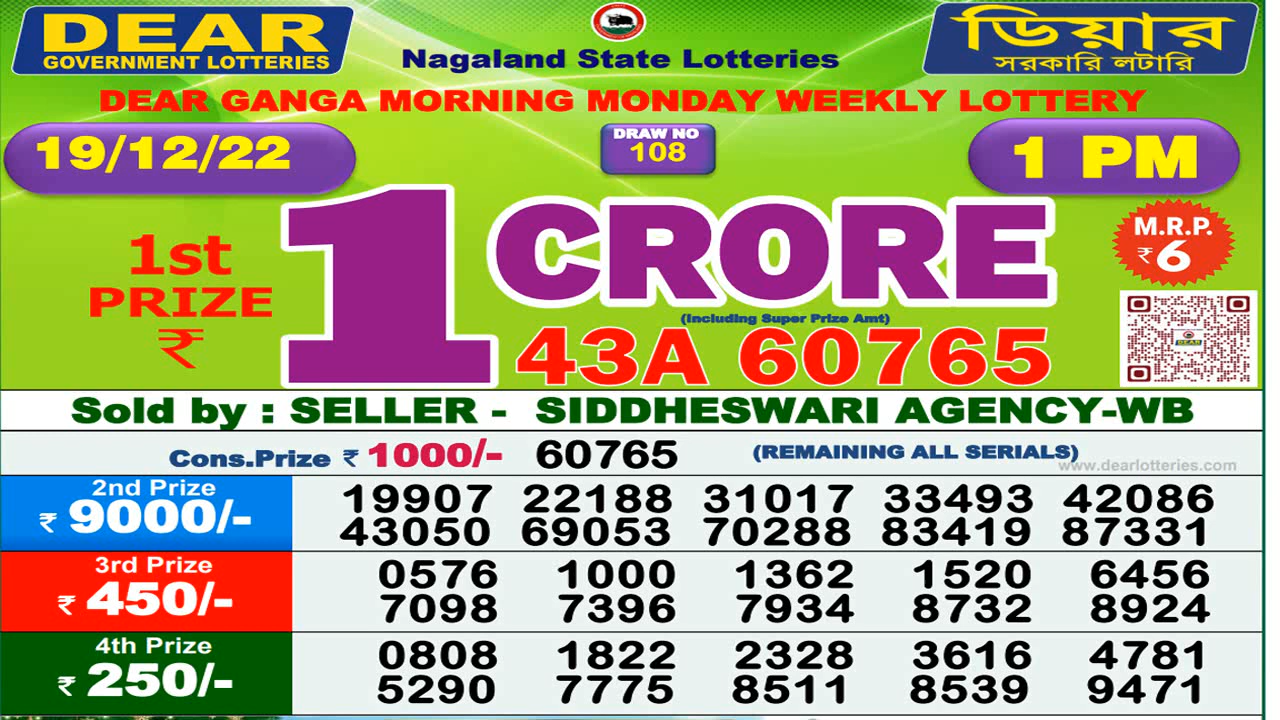 DEAR
GOVERNMENT LOTTERIES
Nagaland State Lotteries
ডিয়ার
সরকারি লটারি
DEAR GANGA MORNING MONDAY WEEKLY LOTTERY
19/12/22
DRAW NO
108
1 PM
1st
PRIZE
₹
1 CRORE
(Including Super Prize Amt)
43A 60765
M.R.P.
₹ 6
DEAR
Sold by : SELLER - SIDDHESWARI AGENCY-WB
Cons.Prize ₹ 1000/- 60765 (REMAINING ALL SERIALS)
www.dearlotteries.com
2nd Prize
₹ 9000/-
19907 22188 31017 33493 42086
43050 69053 70288 83419 87331
3rd Prize
₹ 450/-
0576 1000 1362 1520 6456
7098 7396 7934 8732 8924
4th Prize
₹ 250/-
0808 1822 2328 3616 4781
5290 7775 8511 8539 9471